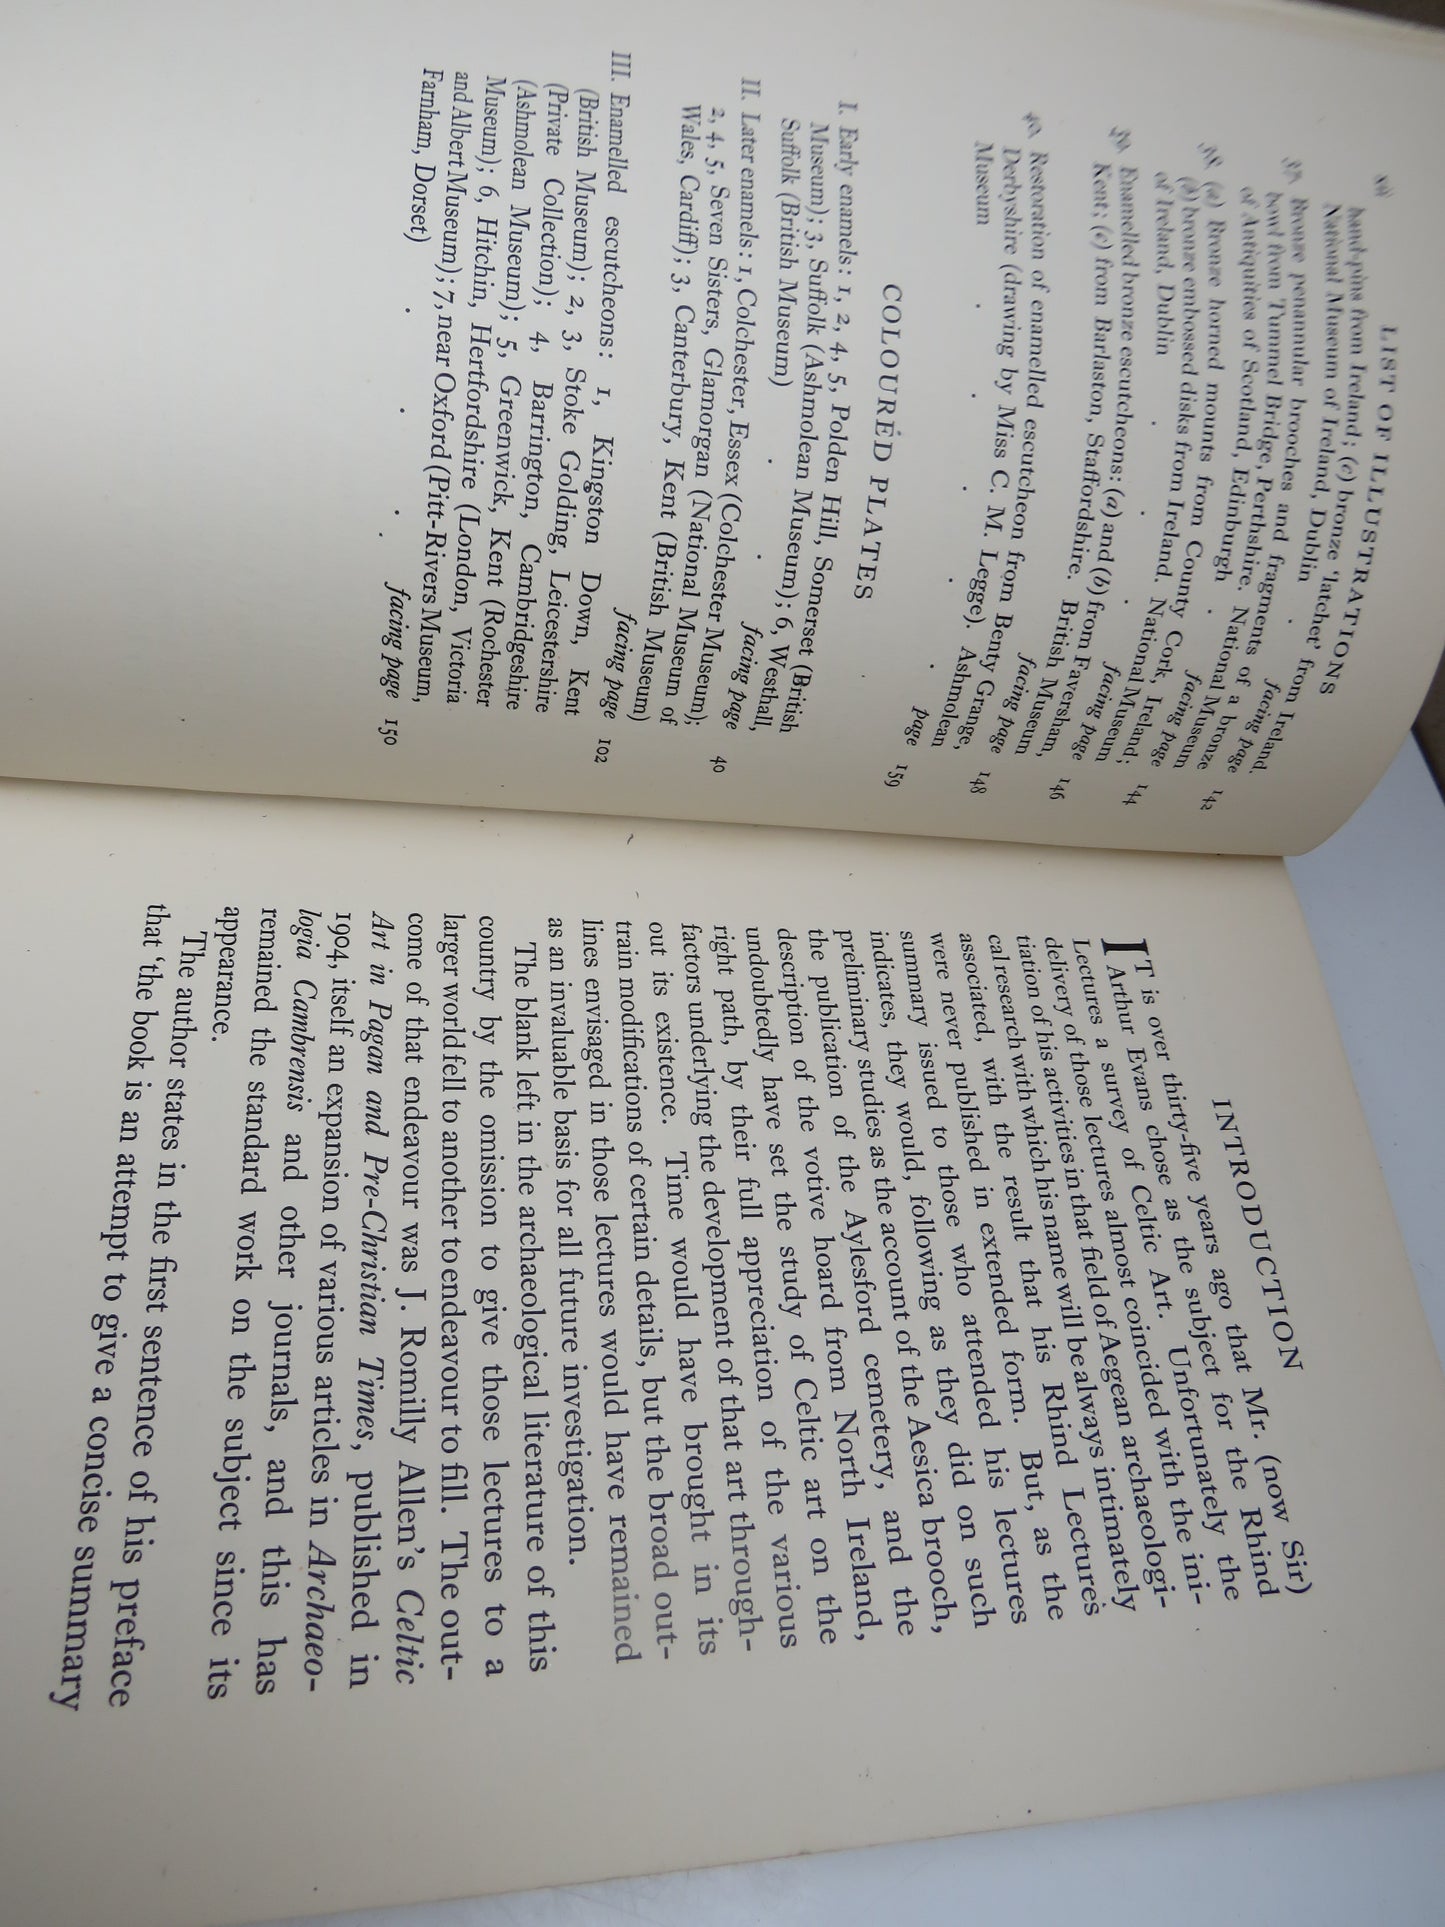 xii
LIST OF ILLUSTRATIONS
hand-pins from Ireland; (c) bronze 'latchet' from Ireland.
National Museum of Ireland, Dublin . facing page 142
37. Bronze penannular brooches and fragments of a bronze
bowl from Tummel Bridge, Perthshire. National Museum
of Antiquities of Scotland, Edinburgh . facing page 144
38. (a) Bronze horned mounts from County Cork, Ireland;
(b) bronze embossed disks from Ireland. National Museum
of Ireland, Dublin . . . facing page 146
39. Enamelled bronze escutcheons: (a) and (b) from Faversham,
Kent; (c) from Barlaston, Staffordshire. British Museum
facing page 148
40. Restoration of enamelled escutcheon from Benty Grange,
Derbyshire (drawing by Miss C. M. Legge). Ashmolean
Museum . . . . . page 159
COLOURED PLATES
I. Early enamels: 1, 2, 4, 5, Polden Hill, Somerset (British
Museum); 3, Suffolk (Ashmolean Museum); 6, Westhall,
Suffolk (British Museum) . . facing page 40
II. Later enamels: 1, Colchester, Essex (Colchester Museum);
2, 4, 5, Seven Sisters, Glamorgan (National Museum of
Wales, Cardiff); 3, Canterbury, Kent (British Museum)
facing page 102
III. Enamelled escutcheons: 1, Kingston Down, Kent
(British Museum); 2, 3, Stoke Golding, Leicestershire
(Private Collection); 4, Barrington, Cambridgeshire
(Ashmolean Museum); 5, Greenwick, Kent (Rochester
Museum); 6, Hitchin, Hertfordshire (London, Victoria
and Albert Museum); 7, near Oxford (Pitt-Rivers Museum,
Farnham, Dorset) . . . facing page 150
INTRODUCTION
IT is over thirty-five years ago that Mr. (now Sir)
Arthur Evans chose as the subject for the Rhind
Lectures a survey of Celtic Art. Unfortunately the
delivery of those lectures almost coincided with the ini-
tiation of his activities in that field of Aegean archaeologi-
cal research with which his name will be always intimately
associated, with the result that his Rhind Lectures
were never published in extended form. But, as the
summary issued to those who attended his lectures
indicates, they would, following as they did on such
preliminary studies as the account of the Aesica brooch,
the publication of the Aylesford cemetery, and the
description of the votive hoard from North Ireland,
undoubtedly have set the study of Celtic art on the
right path, by their full appreciation of the various
factors underlying the development of that art through-
out its existence. Time would have brought in its
train modifications of certain details, but the broad out-
lines envisaged in those lectures would have remained
as an invaluable basis for all future investigation.
The blank left in the archaeological literature of this
country by the omission to give those lectures to a
larger world fell to another to endeavour to fill. The out-
come of that endeavour was J. Romilly Allen's Celtic
Art in Pagan and Pre-Christian Times, published in
1904, itself an expansion of various articles in Archaeo-
logia Cambrensis and other journals, and this has
remained the standard work on the subject since its
appearance.
The author states in the first sentence of his preface
that 'the book is an attempt to give a concise summary